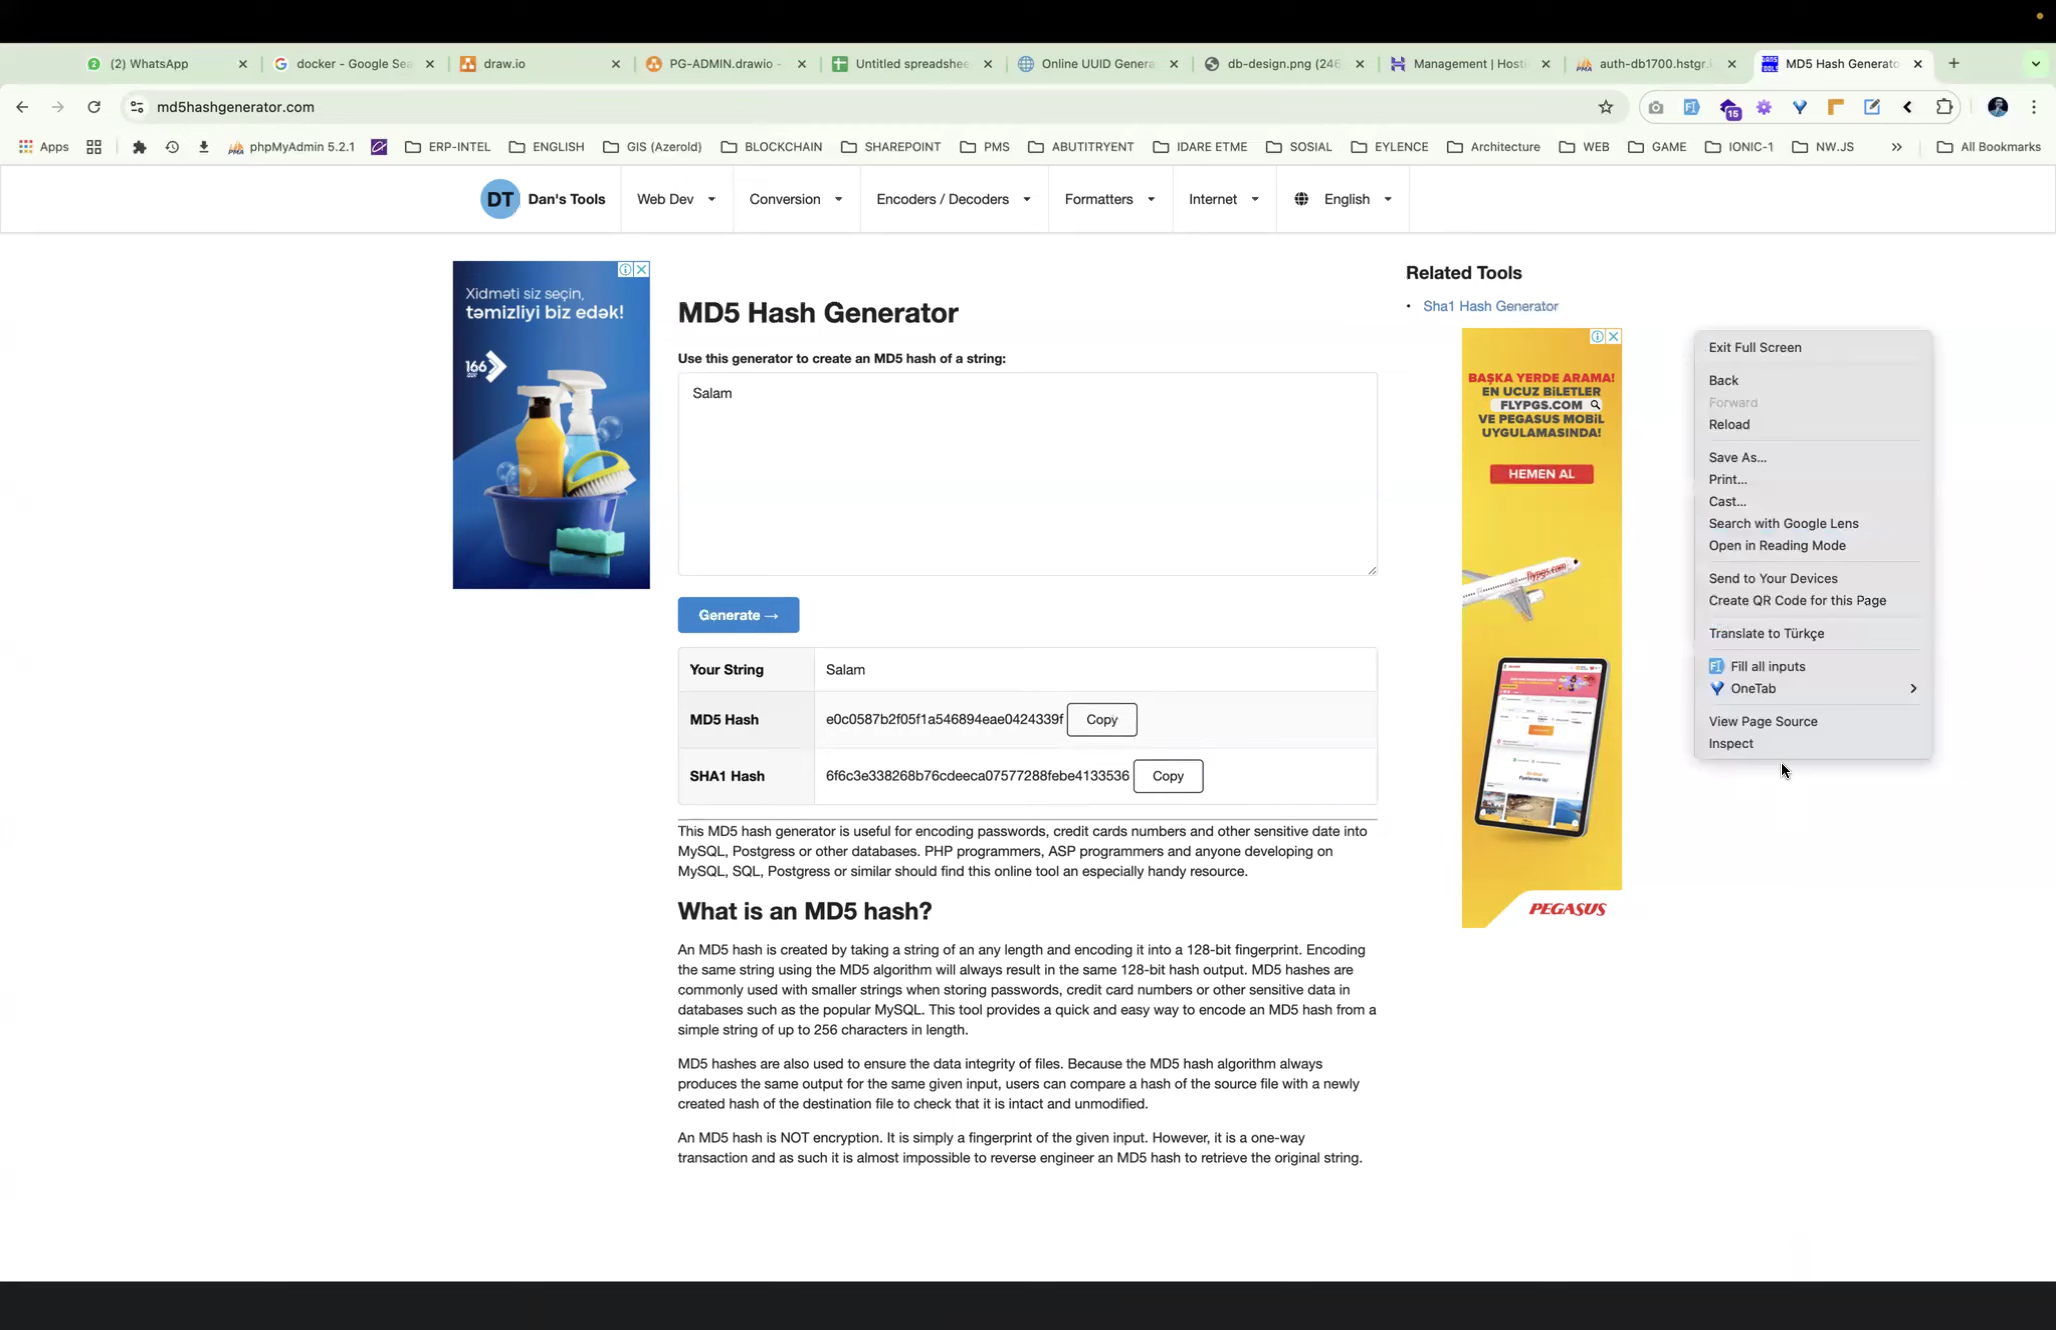 (2) WhatsApp
docker - Google Sea
draw.io
PG-ADMIN.drawio -
Untitled spreadshee
Online UUID Genera
db-design.png (246
Management | Hosti
auth-db1700.hstgr.i
MD5 Hash Generato
md5hashgenerator.com
15
Apps
phpMyAdmin 5.2.1
ERP-INTEL
ENGLISH
GIS (Azerold)
BLOCKCHAIN
SHAREPOINT
PMS
ABUTITRYENT
IDARE ETME
SOSIAL
EYLENCE
Architecture
WEB
GAME
IONIC-1
NW.JS
All Bookmarks
DT Dan's Tools
Web Dev
Conversion
Encoders / Decoders
Formatters
Internet
English
Xidməti siz seçin,
təmizliyi biz edək!
166
MD5 Hash Generator
Use this generator to create an MD5 hash of a string:
Salam
Generate →
Your String
Salam
MD5 Hash
e0c0587b2f05f1a546894eae0424339f
Copy
SHA1 Hash
6f6c3e338268b76cdeeca07577288febe4133536
Copy
This MD5 hash generator is useful for encoding passwords, credit cards numbers and other sensitive date into
MySQL, Postgress or other databases. PHP programmers, ASP programmers and anyone developing on
MySQL, SQL, Postgress or similar should find this online tool an especially handy resource.
What is an MD5 hash?
An MD5 hash is created by taking a string of an any length and encoding it into a 128-bit fingerprint. Encoding
the same string using the MD5 algorithm will always result in the same 128-bit hash output. MD5 hashes are
commonly used with smaller strings when storing passwords, credit card numbers or other sensitive data in
databases such as the popular MySQL. This tool provides a quick and easy way to encode an MD5 hash from a
simple string of up to 256 characters in length.
MD5 hashes are also used to ensure the data integrity of files. Because the MD5 hash algorithm always
produces the same output for the same given input, users can compare a hash of the source file with a newly
created hash of the destination file to check that it is intact and unmodified.
An MD5 hash is NOT encryption. It is simply a fingerprint of the given input. However, it is a one-way
transaction and as such it is almost impossible to reverse engineer an MD5 hash to retrieve the original string.
Related Tools
• Sha1 Hash Generator
BAŞKA YERDE ARAMA!
EN UCUZ BİLETLER
FLYPGS.COM
VE PEGASUS MOBİL
UYGULAMASINDA!
HEMEN AL
flypgs.com
PEGASUS
Exit Full Screen
Back
Forward
Reload
Save As...
Print...
Cast...
Search with Google Lens
Open in Reading Mode
Send to Your Devices
Create QR Code for this Page
Translate to Türkçe
Fill all inputs
OneTab
View Page Source
Inspect